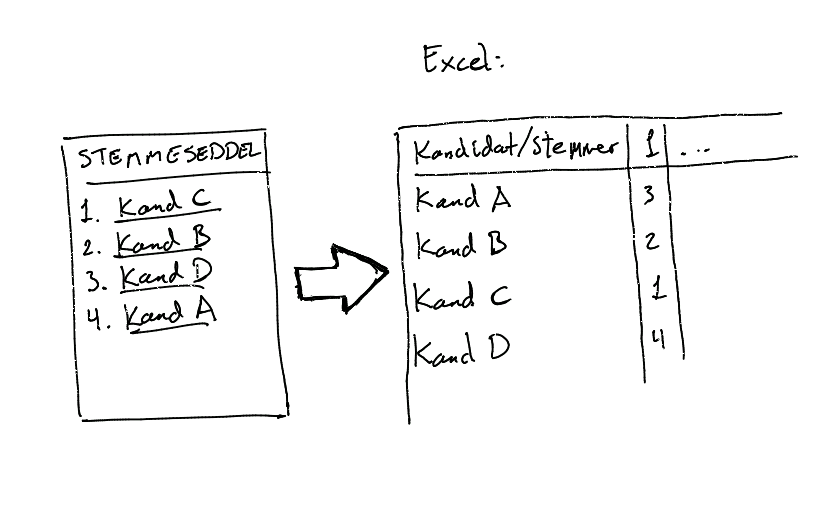 Excel:
STEMMESEDDEL
1. Kand C
2. Kand B
3. Kand D
4. Kand A
Kandidat/Stemmer 1 ...
Kand A 3
Kand B 2
Kand C 1
Kand D 4